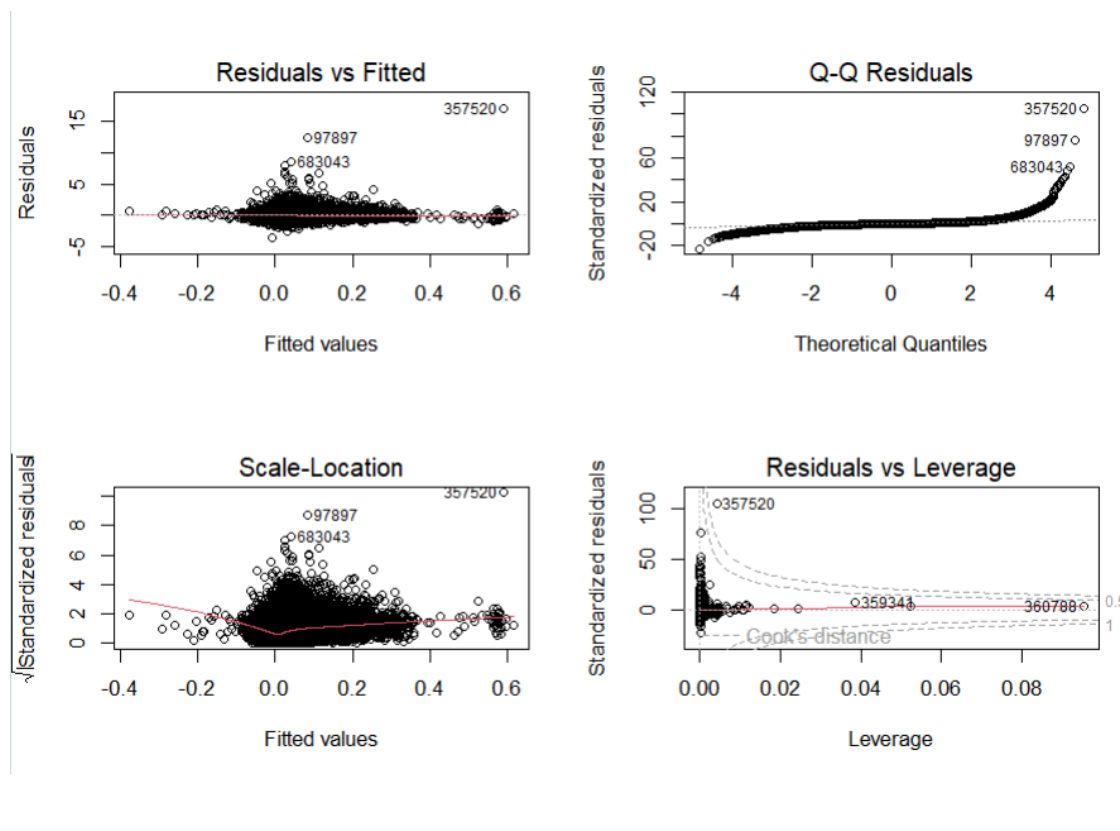 Residuals vs Fitted
Residuals
15
5
-5
357520
97897
683043
-0.4 -0.2 0.0 0.2 0.4 0.6
Fitted values
Q-Q Residuals
Standardized residuals
120
60
20
-20
357520
97897
683043
-4 -2 0 2 4
Theoretical Quantiles
Scale-Location
√|Standardized residuals|
8
6
4
2
0
357520
97897
683043
-0.4 -0.2 0.0 0.2 0.4 0.6
Fitted values
Residuals vs Leverage
Standardized residuals
100
50
0
357520
359343
360788
0.5
1
Cook's distance
0.00 0.02 0.04 0.06 0.08
Leverage